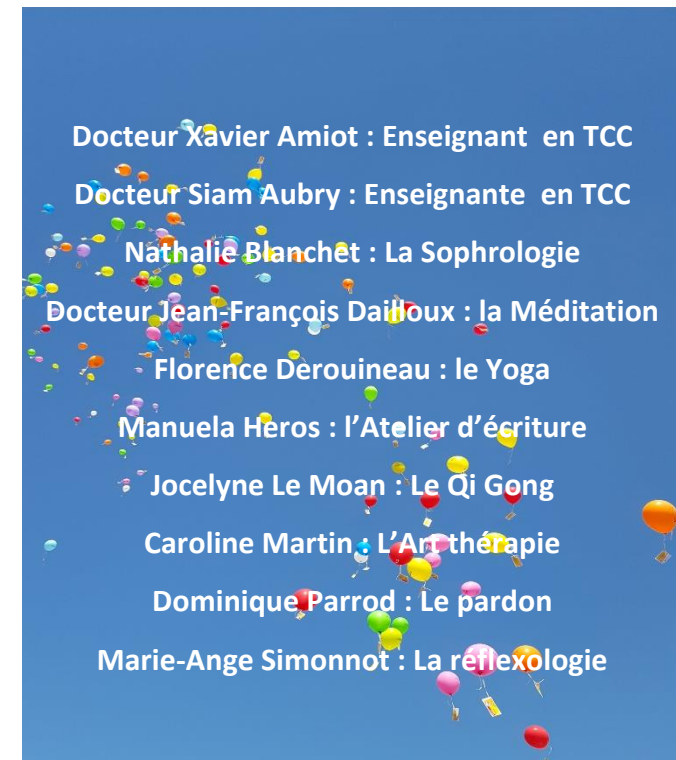 Docteur Xavier Amiot : Enseignant  en TCC
Docteur Siam Aubry : Enseignante  en TCC
Nathalie Blanchet : La Sophrologie
Docteur Jean-François Dailloux : la Méditation
Florence Derouineau : le Yoga
Manuela Heros : l’Atelier d’écriture
Jocelyne Le Moan : Le Qi Gong
Caroline Martin : L’Art thérapie
Dominique Parrod : Le pardon
Marie-Ange Simonnot : La réflexologie